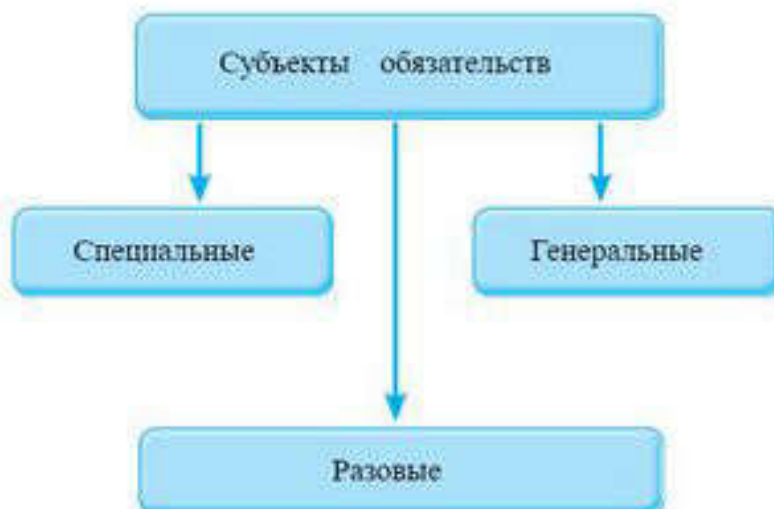 Субъекты обязательств
Специальные
Генеральные
Разовые